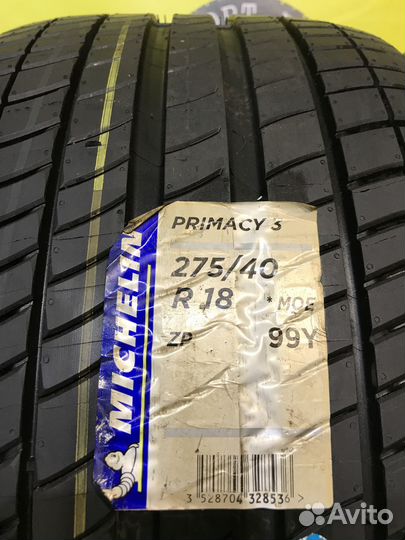 PRIMACY 3
275/40
R 18 * MOE
ZP 99Y
MICHELIN
3 528704 328536 >
Avito